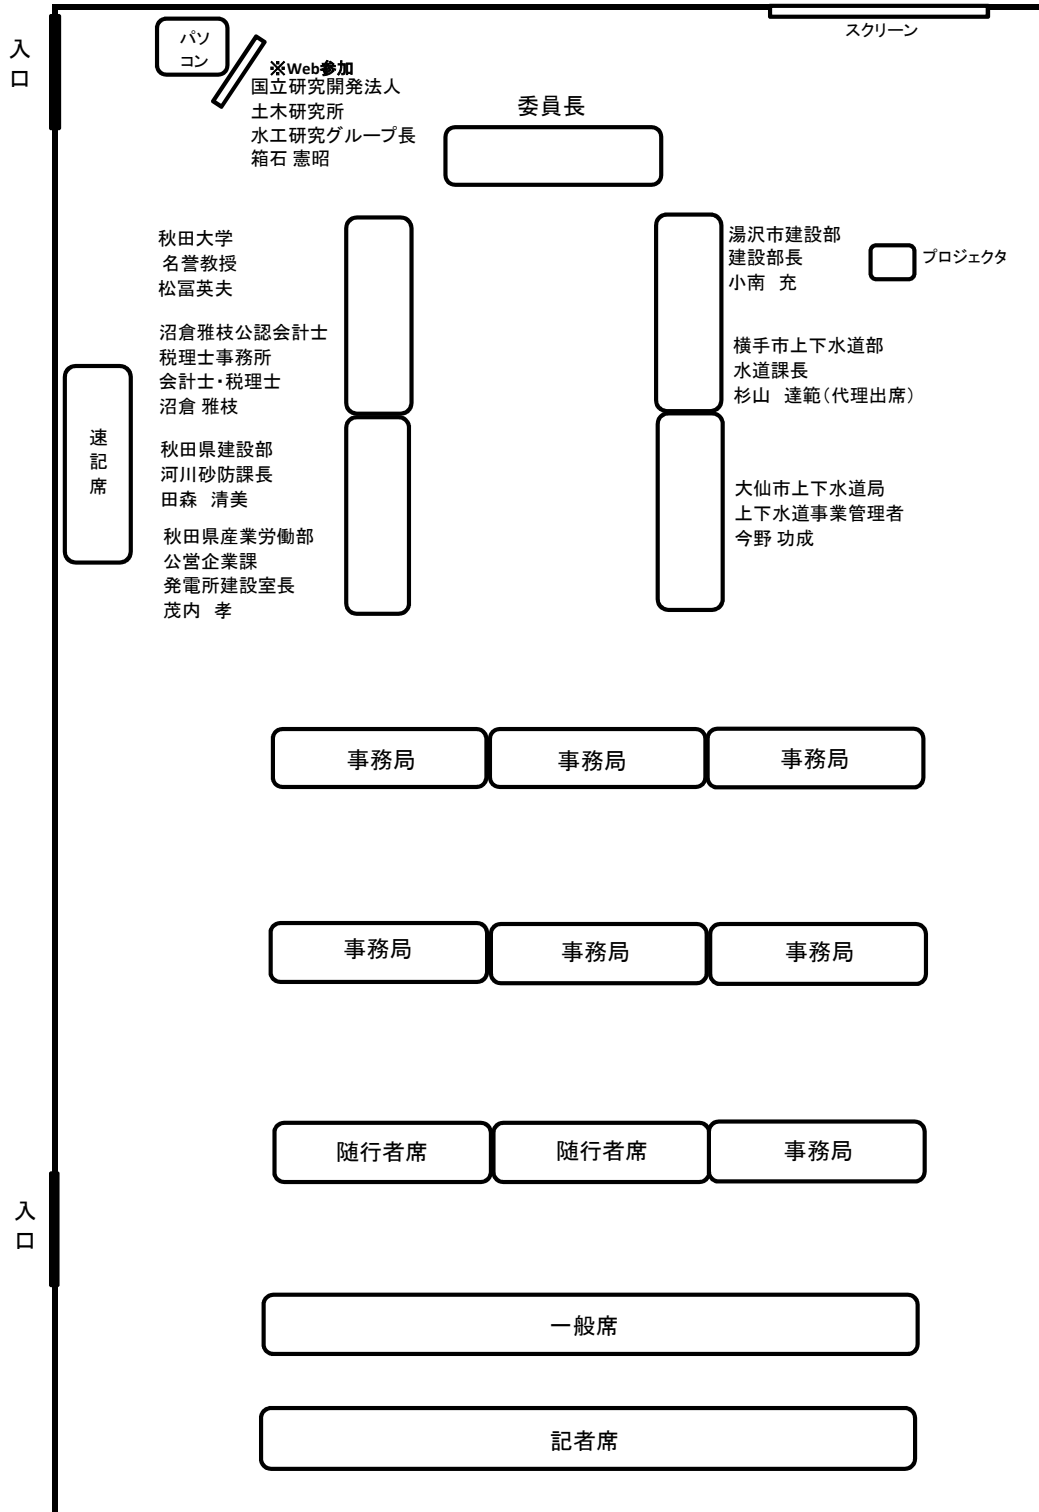 スクリーン
入
口
パソ
コン
※Web参加
国立研究開発法人
土木研究所
水工研究グループ長
箱石 憲昭
委員長
秋田大学
名誉教授
松冨英夫
沼倉雅枝公認会計士
税理士事務所
会計士・税理士
沼倉 雅枝
秋田県建設部
河川砂防課長
田森 清美
秋田県産業労働部
公営企業課
発電所建設室長
茂内 孝
湯沢市建設部
建設部長
小南 充
プロジェクタ
横手市上下水道部
水道課長
杉山 達範(代理出席)
大仙市上下水道局
上下水道事業管理者
今野 功成
速
記
席
事務局 事務局 事務局
事務局 事務局 事務局
随行者席 随行者席 事務局
入
口
一般席
記者席